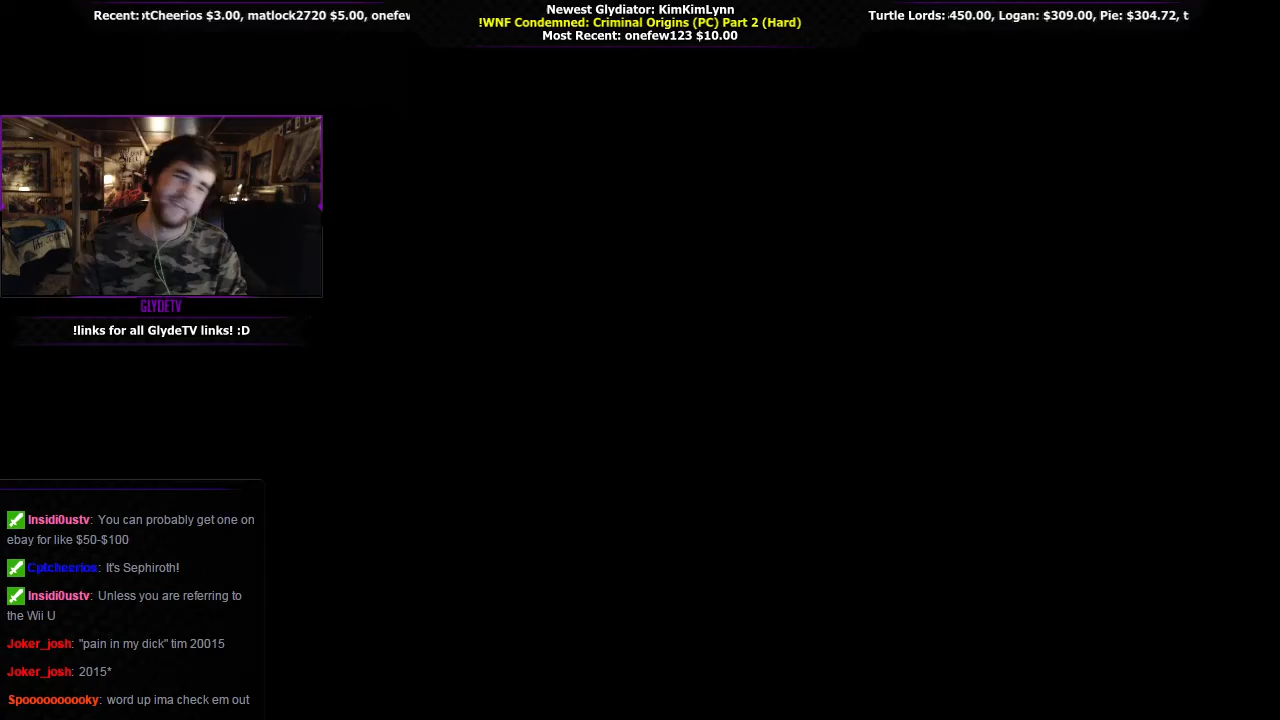 Recent: otCheerios $3.00, matlock2720 $5.00, onefew
Newest Glydiator: KimKimLynn
!WNF Condemned: Criminal Origins (PC) Part 2 (Hard)
Most Recent: onefew123 $10.00
Turtle Lords: 450.00, Logan: $309.00, Pie: $304.72, t
GLYDETV
!links for all GlydeTV links! :D
Insidi0ustv: You can probably get one on
ebay for like $50-$100
Cptcheerios: It's Sephiroth!
Insidi0ustv: Unless you are referring to
the Wii U
Joker_josh: "pain in my dick" tim 20015
Joker_josh: 2015*
Spoooooooooky: word up ima check em out